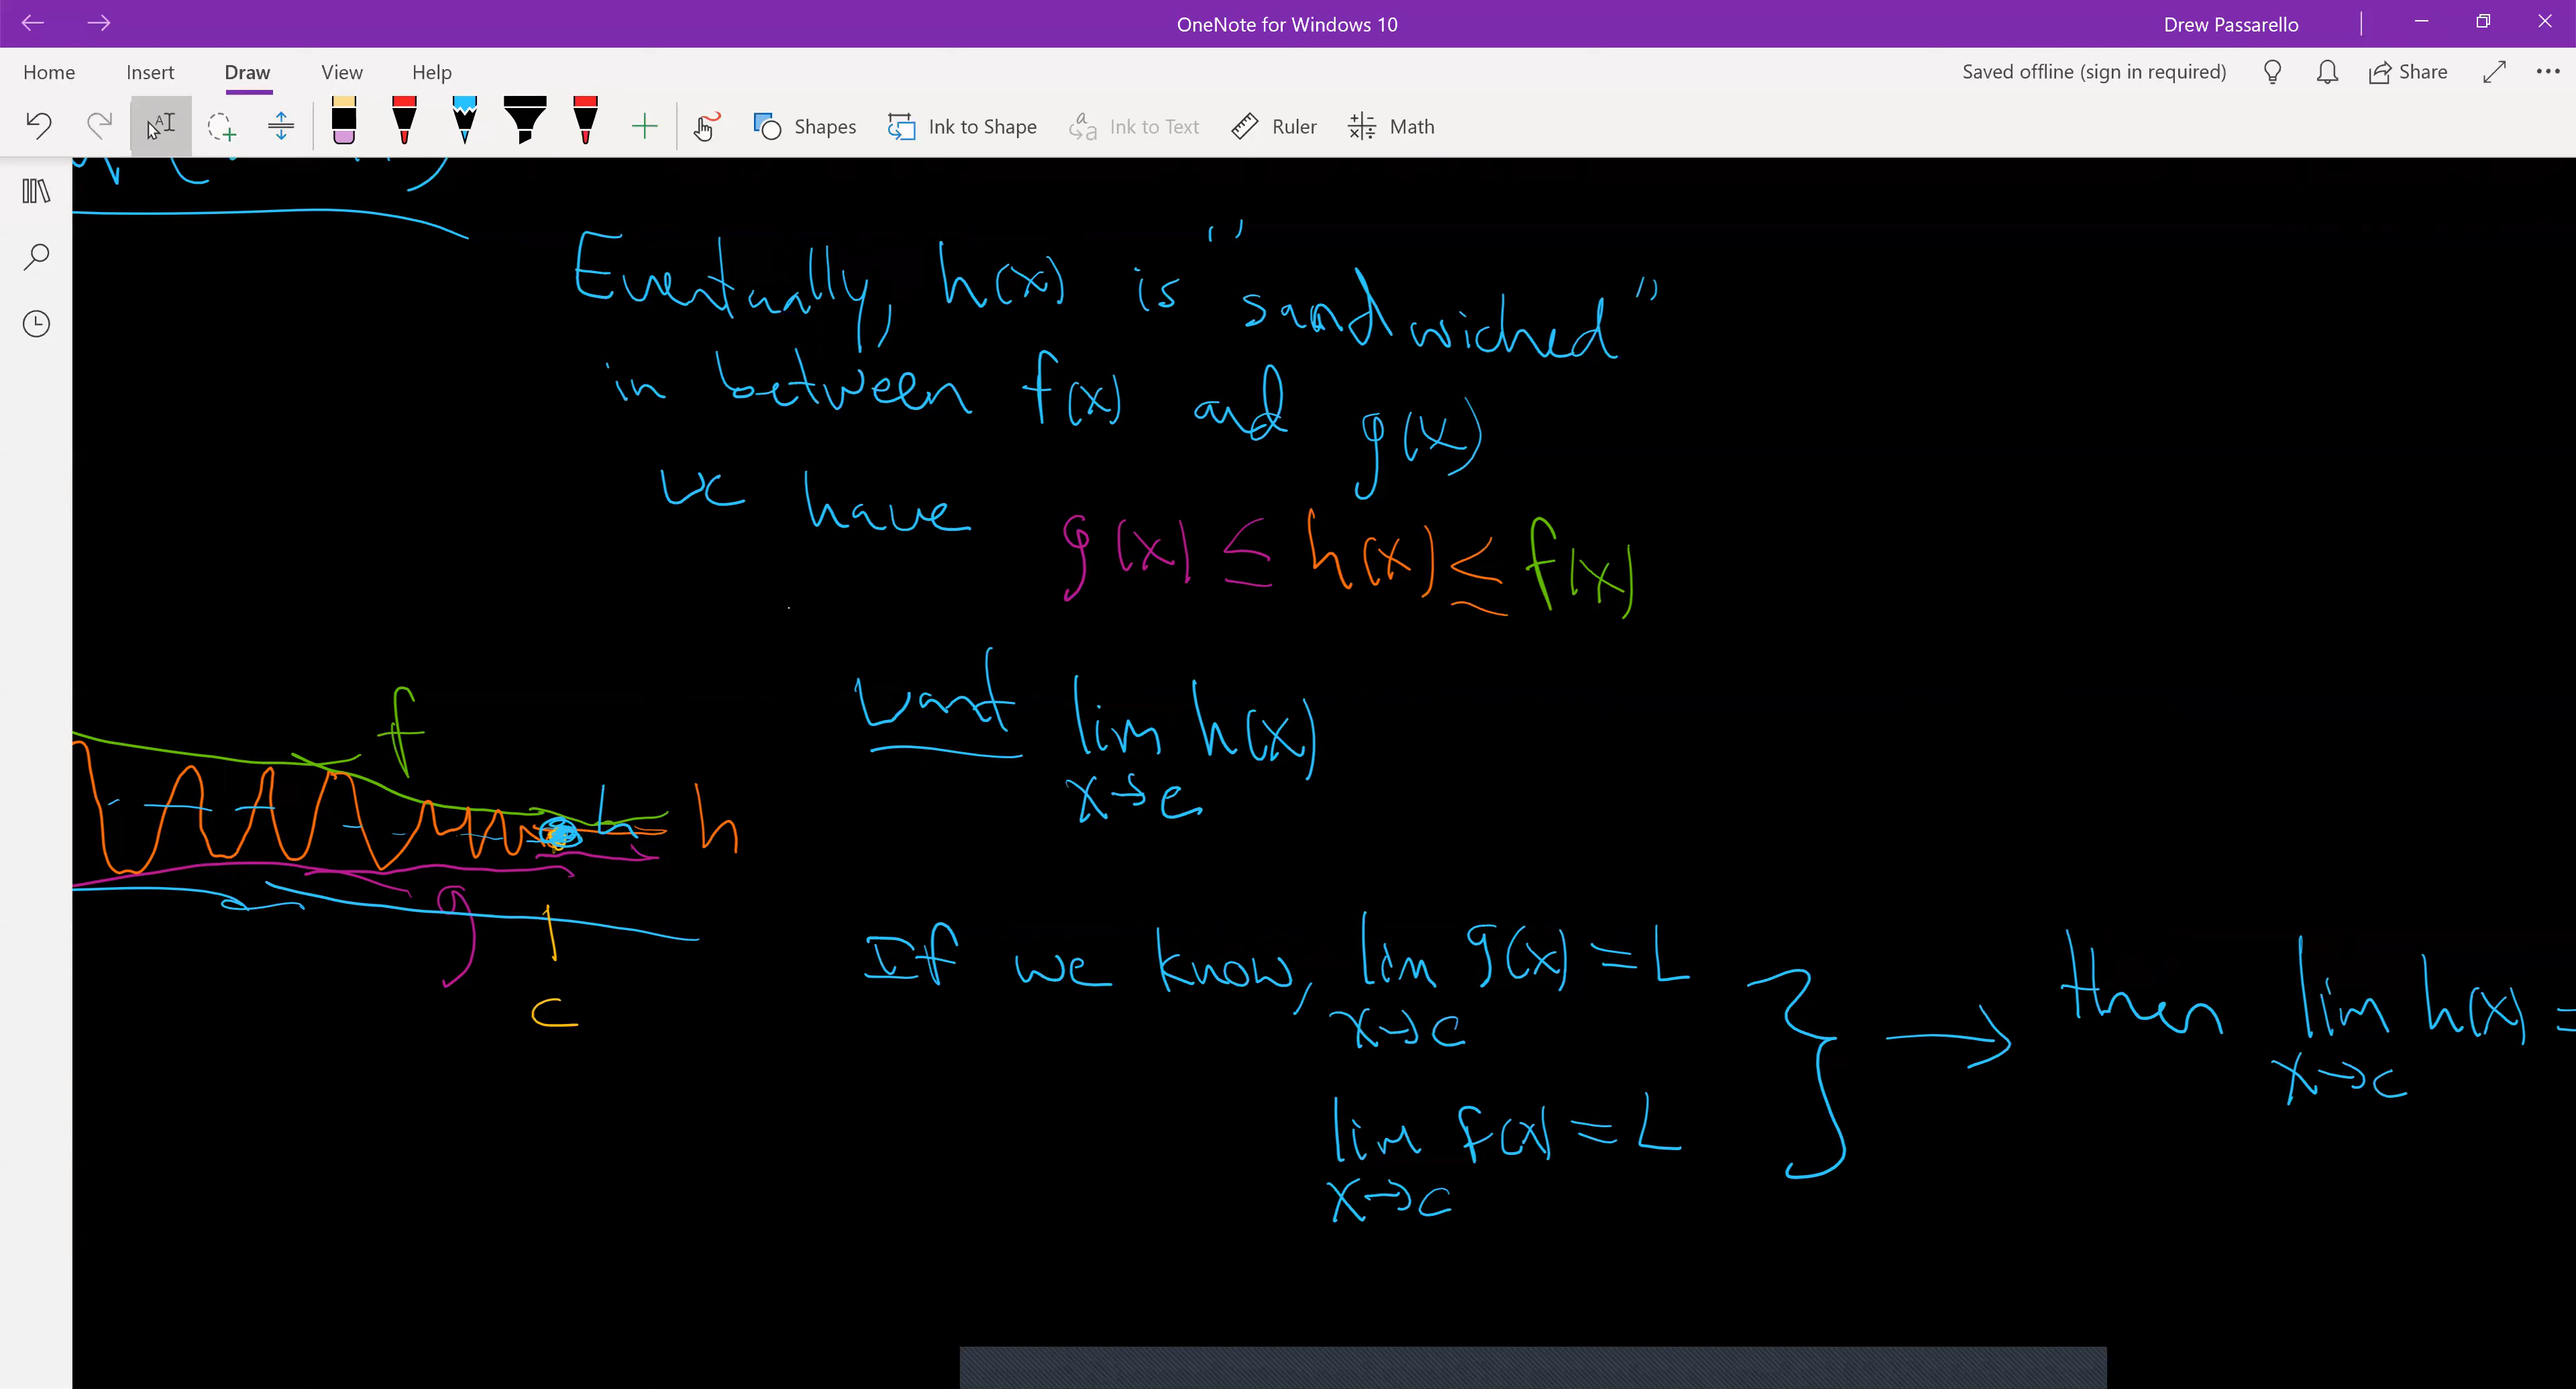 OneNote for Windows 10
Drew Passarello
Home Insert Draw View Help
Saved offline (sign in required) Share
Shapes Ink to Shape Ink to Text Ruler Math
Eventually, h(x) is "sandwiched"
in between f(x) and g(x)
we have g(x) ≤ h(x) ≤ f(x)
want lim h(x)
x→c
f
h
L
g
c
If we know, lim g(x) = L } → then lim h(x) =
x→c x→c
lim f(x) = L
x→c